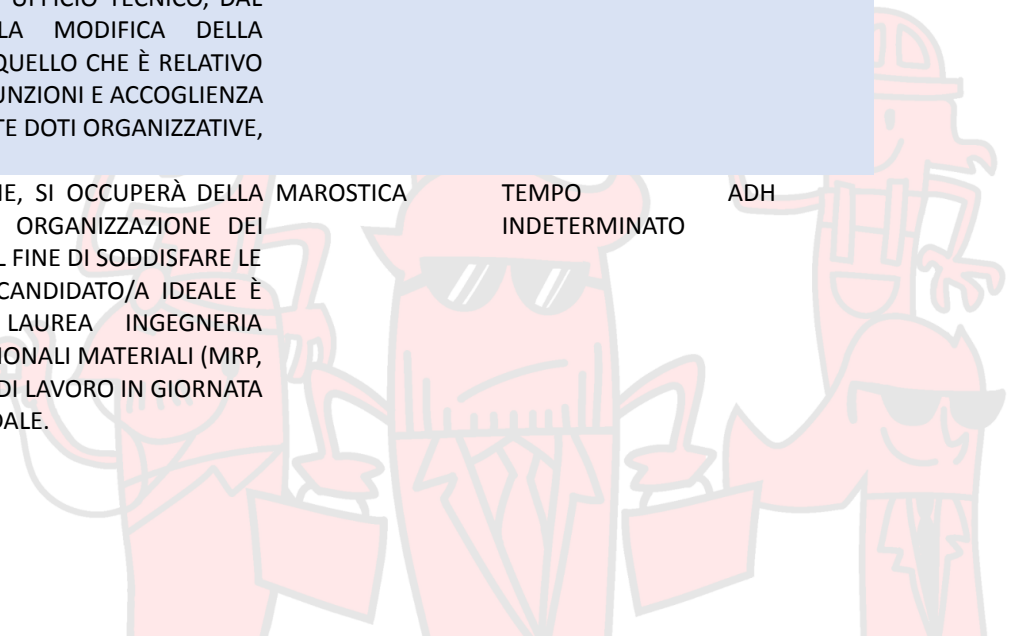 UFFICIO TECNICO, DAL
LA MODIFICA DELLA
QUELLO CHE È RELATIVO
UNZIONI E ACCOGLIENZA
TE DOTI ORGANIZZATIVE,
NE, SI OCCUPERÀ DELLA MAROSTICA TEMPO ADH
ORGANIZZAZIONE DEI INDETERMINATO
L FINE DI SODDISFARE LE
CANDIDATO/A IDEALE È
LAUREA INGEGNERIA
IONALI MATERIALI (MRP,
DI LAVORO IN GIORNATA
DALE.